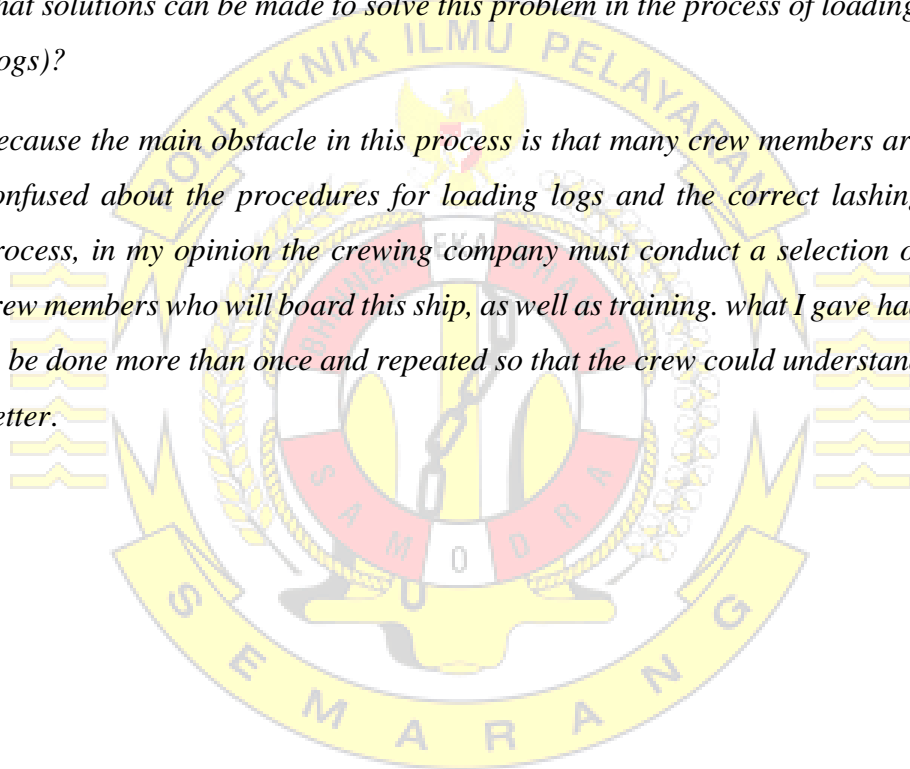 hat solutions can be made to solve this problem in the process of loading
ogs)?
ecause the main obstacle in this process is that many crew members ar
onfused about the procedures for loading logs and the correct lashing
rocess, in my opinion the crewing company must conduct a selection o
rew members who will board this ship, as well as training. what I gave ha
be done more than once and repeated so that the crew could understan
etter.
POLITEKNIK ILMU PELAYARAN
SAMODRA
SEMARANG